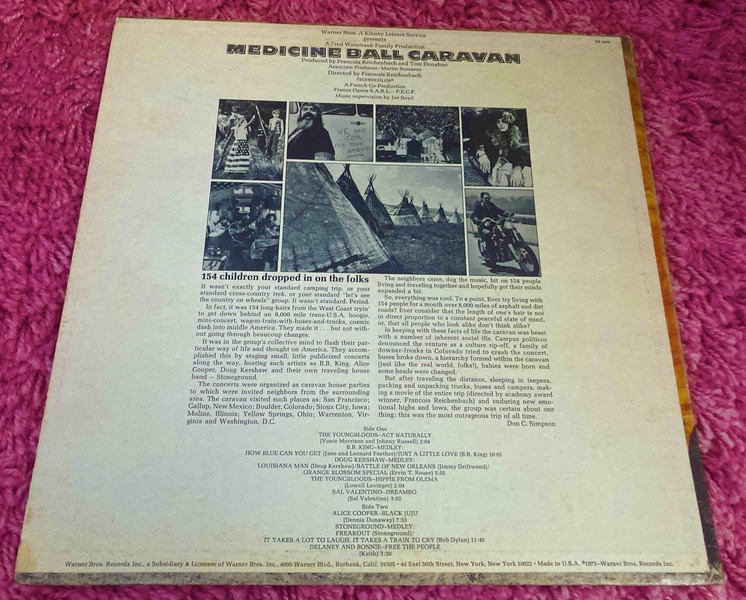 Warner Bros. A Kinney Leisure Service
presents
A Fred Weintraub Family Production
MEDICINE BALL CARAVAN
Produced by Francois Reichenbach and Tom Donahue
Associate Producer-Martin Scorsese
Directed by Francois Reichenbach
TECHNICOLOR®
A French Co-Production
France Opera S.A.R.L.-P.E.C.F.
Music supervision by Joe Boyd
WE HAVE
COME
FOR YOUR
DAUGHTERS
154 children dropped in on the folks
It wasn't exactly your standard camping trip, or your
standard cross-country trek, or your standard "let's see
the country on wheels" group. It wasn't standard. Period.
In fact, it was 154 long-hairs from the West Coast tryin'
to get down behind an 8,000 mile trans-U.S.A. boogie,
mini-concert, wagon-train-with-buses-and-trucks, cosmic
dash into middle America. They made it . . . but not with-
out going through beaucoup changes.
It was in the group's collective mind to flash their par-
ticular way of life and thought on America. They accom-
plished this by staging small, little publicized concerts
along the way, hosting such artists as B.B. King, Alice
Cooper, Doug Kershaw and their own traveling house
band — Stoneground.
The concerts were organized as caravan house parties
to which were invited neighbors from the surrounding
area. The caravan visited such places as: San Francisco;
Gallup, New Mexico; Boulder, Colorado; Sioux City, Iowa;
Moline, Illinois; Yellow Springs, Ohio; Warrenton, Vir-
ginia and Washington, D.C.
The neighbors came, dug the music, hit on 154 people
living and traveling together and hopefully got their minds
expanded a bit.
So, everything was cool. To a point. Ever try living with
154 people for a month over 8,000 miles of asphalt and dirt
roads? Ever consider that the length of one's hair is not
in direct proportion to a constant peaceful state of mind,
or, that all people who look alike don't think alike?
In keeping with these facts of life the caravan was beset
with a number of inherent social ills. Campus politicos
denounced the venture as a culture rip-off, a family of
downer-freaks in Colorado tried to crash the concert,
buses broke down, a hierarchy formed within the caravan
(just like the real world, folks!), babies were born and
some heads were changed.
But after traveling the distance, sleeping in teepees,
packing and unpacking trucks, buses and campers, mak-
ing a movie of the entire trip (directed by academy award
winner, Francois Reichenbach) and enduring new emo-
tional highs and lows, the group was certain about one
thing: this was the most outrageous trip of all time.
Don C. Simpson
Side One
THE YOUNGBLOODS-ACT NATURALLY
(Vonie Morrison and Johnny Russell) 2:04
B.B. KING-MEDLEY:
HOW BLUE CAN YOU GET (Jane and Leonard Feather)/JUST A LITTLE LOVE (B.B. King) 10:01
DOUG KERSHAW-MEDLEY:
LOUISIANA MAN (Doug Kershaw)/BATTLE OF NEW ORLEANS (Jimmy Driftwood)/
ORANGE BLOSSOM SPECIAL (Ervin T. Rouse)
THE YOUNGBLOODS-HIPPIE FROM OLIMA
(Lowell Levinger) 2:04
SAL VALENTINO-DREAMBO
(Sal Valentino) 3:02
Side Two
ALICE COOPER-BLACK JUJU
(Dennis Dunaway) 7:55
STONEGROUND-MEDLEY:
FREAKOUT (Stoneground)/
IT TAKES A LOT TO LAUGH, IT TAKES A TRAIN TO CRY (Bob Dylan) 11:45
DELANEY AND BONNIE-FREE THE PEOPLE
(Keith) 3:20
Warner Bros. Records Inc., a Subsidiary & Licensee of Warner Bros. Inc., 4000 Warner Blvd., Burbank, Calif. 91505 • 44 East 50th Street, New York, New York 10022 • Made in U.S.A. ©1971-Warner Bros. Records Inc.